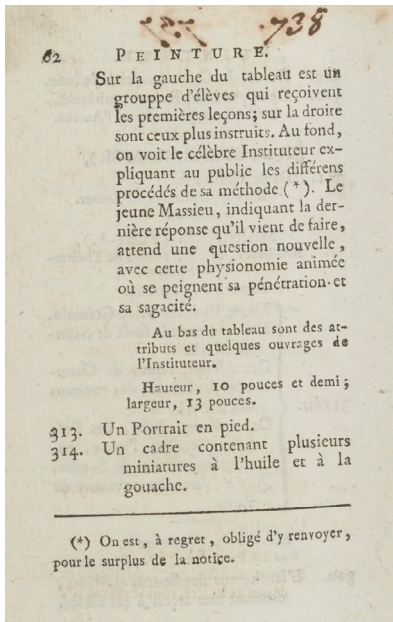 738
62 PEINTURE.
Sur la gauche du tableau est un
grouppe d'élèves qui reçoivent
les premières leçons; sur la droite
sont ceux plus instruits. Au fond,
on voit le célèbre Instituteur ex-
pliquant au public les différens
procédés de sa méthode (*). Le
jeune Massieu, indiquant la der-
nière réponse qu'il vient de faire,
attend une question nouvelle,
avec cette physionomie animée
où se peignent sa pénétration et
sa sagacité.
Au bas du tableau sont des at-
tributs et quelques ouvrages de
l'Instituteur.
Hauteur, 10 pouces et demi;
largeur, 13 pouces.
313. Un Portrait en pied.
314. Un cadre contenant plusieurs
miniatures à l'huile et à la
gouache.
(*) On est, à regret, obligé d'y renvoyer,
pour le surplus de la notice.